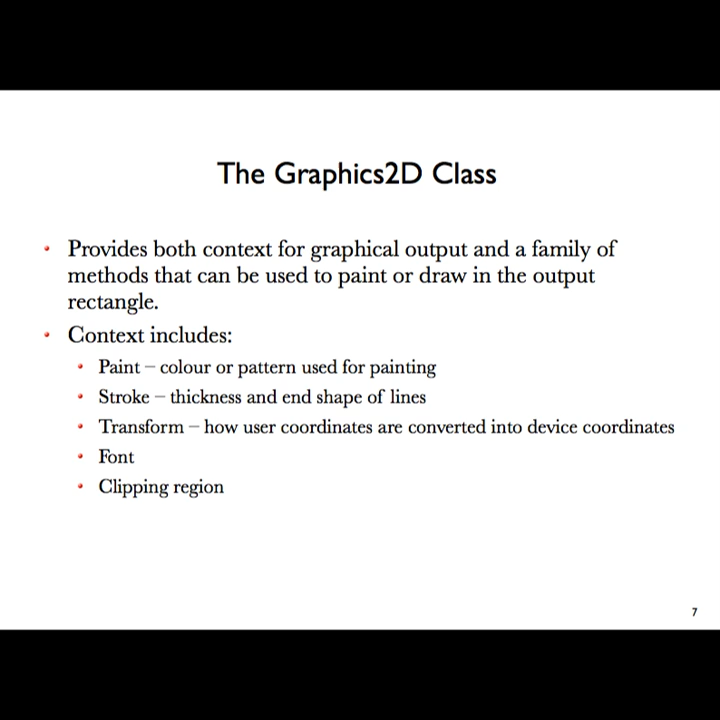 The Graphics2D Class
• Provides both context for graphical output and a family of
methods that can be used to paint or draw in the output
rectangle.
• Context includes:
• Paint – colour or pattern used for painting
• Stroke – thickness and end shape of lines
• Transform – how user coordinates are converted into device coordinates
• Font
• Clipping region
7